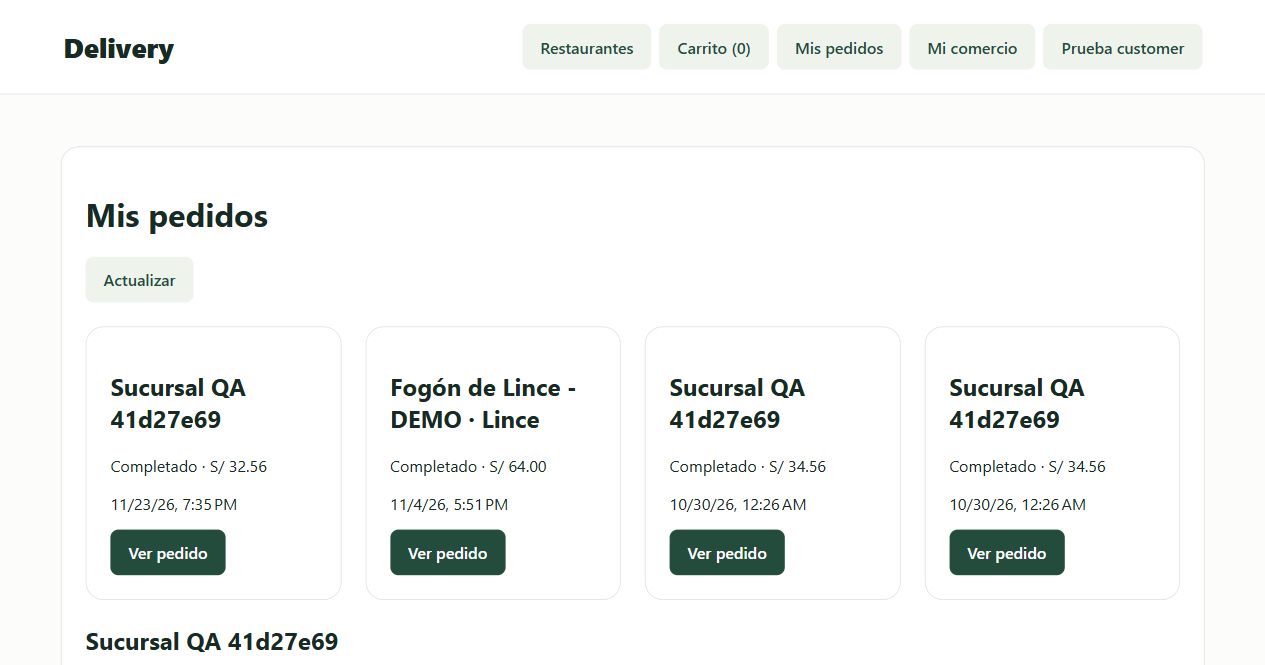 Delivery
Restaurantes
Carrito (0)
Mis pedidos
Mi comercio
Prueba customer
Mis pedidos
Actualizar
Sucursal QA
41d27e69
Completado · S/ 32.56
11/23/26, 7:35 PM
Ver pedido
Fogón de Lince -
DEMO · Lince
Completado · S/ 64.00
11/4/26, 5:51 PM
Ver pedido
Sucursal QA
41d27e69
Completado · S/ 34.56
10/30/26, 12:26 AM
Ver pedido
Sucursal QA
41d27e69
Completado · S/ 34.56
10/30/26, 12:26 AM
Ver pedido
Sucursal QA 41d27e69